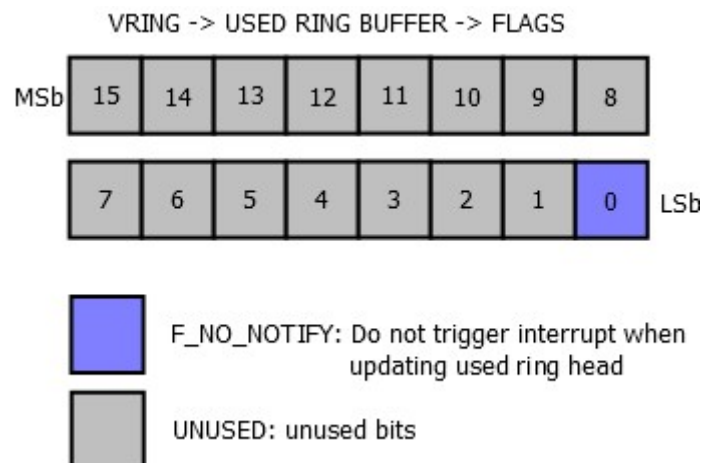 VRING -> USED RING BUFFER -> FLAGS
MSb 15 14 13 12 11 10 9 8
7 6 5 4 3 2 1 0 LSb
F_NO_NOTIFY: Do not trigger interrupt when
updating used ring head
UNUSED: unused bits